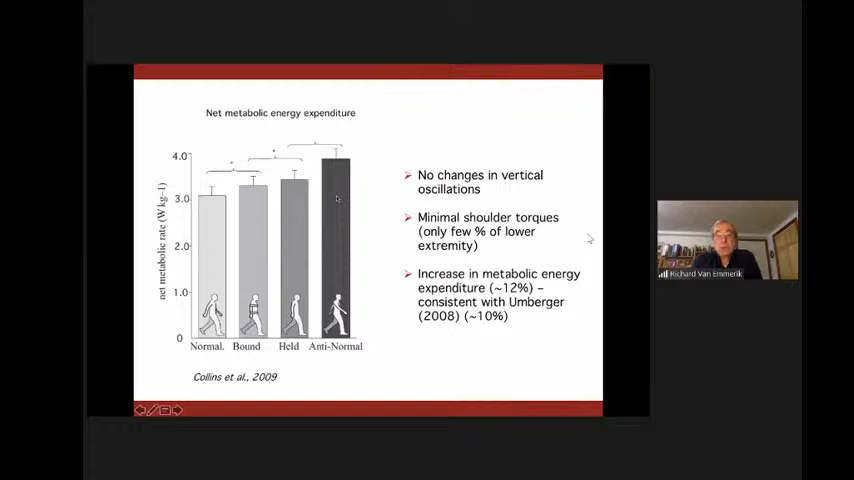 Net metabolic energy expenditure
4.0
3.0
2.0
1.0
0
net metabolic rate (W kg–1)
Normal.
Bound
Held
Anti-Normal
Collins et al., 2009
No changes in vertical
oscillations
Minimal shoulder torques
(only few % of lower
extremity)
Increase in metabolic energy
expenditure (~12%) –
consistent with Umberger
(2008) (~10%)
Richard Van Emmerik